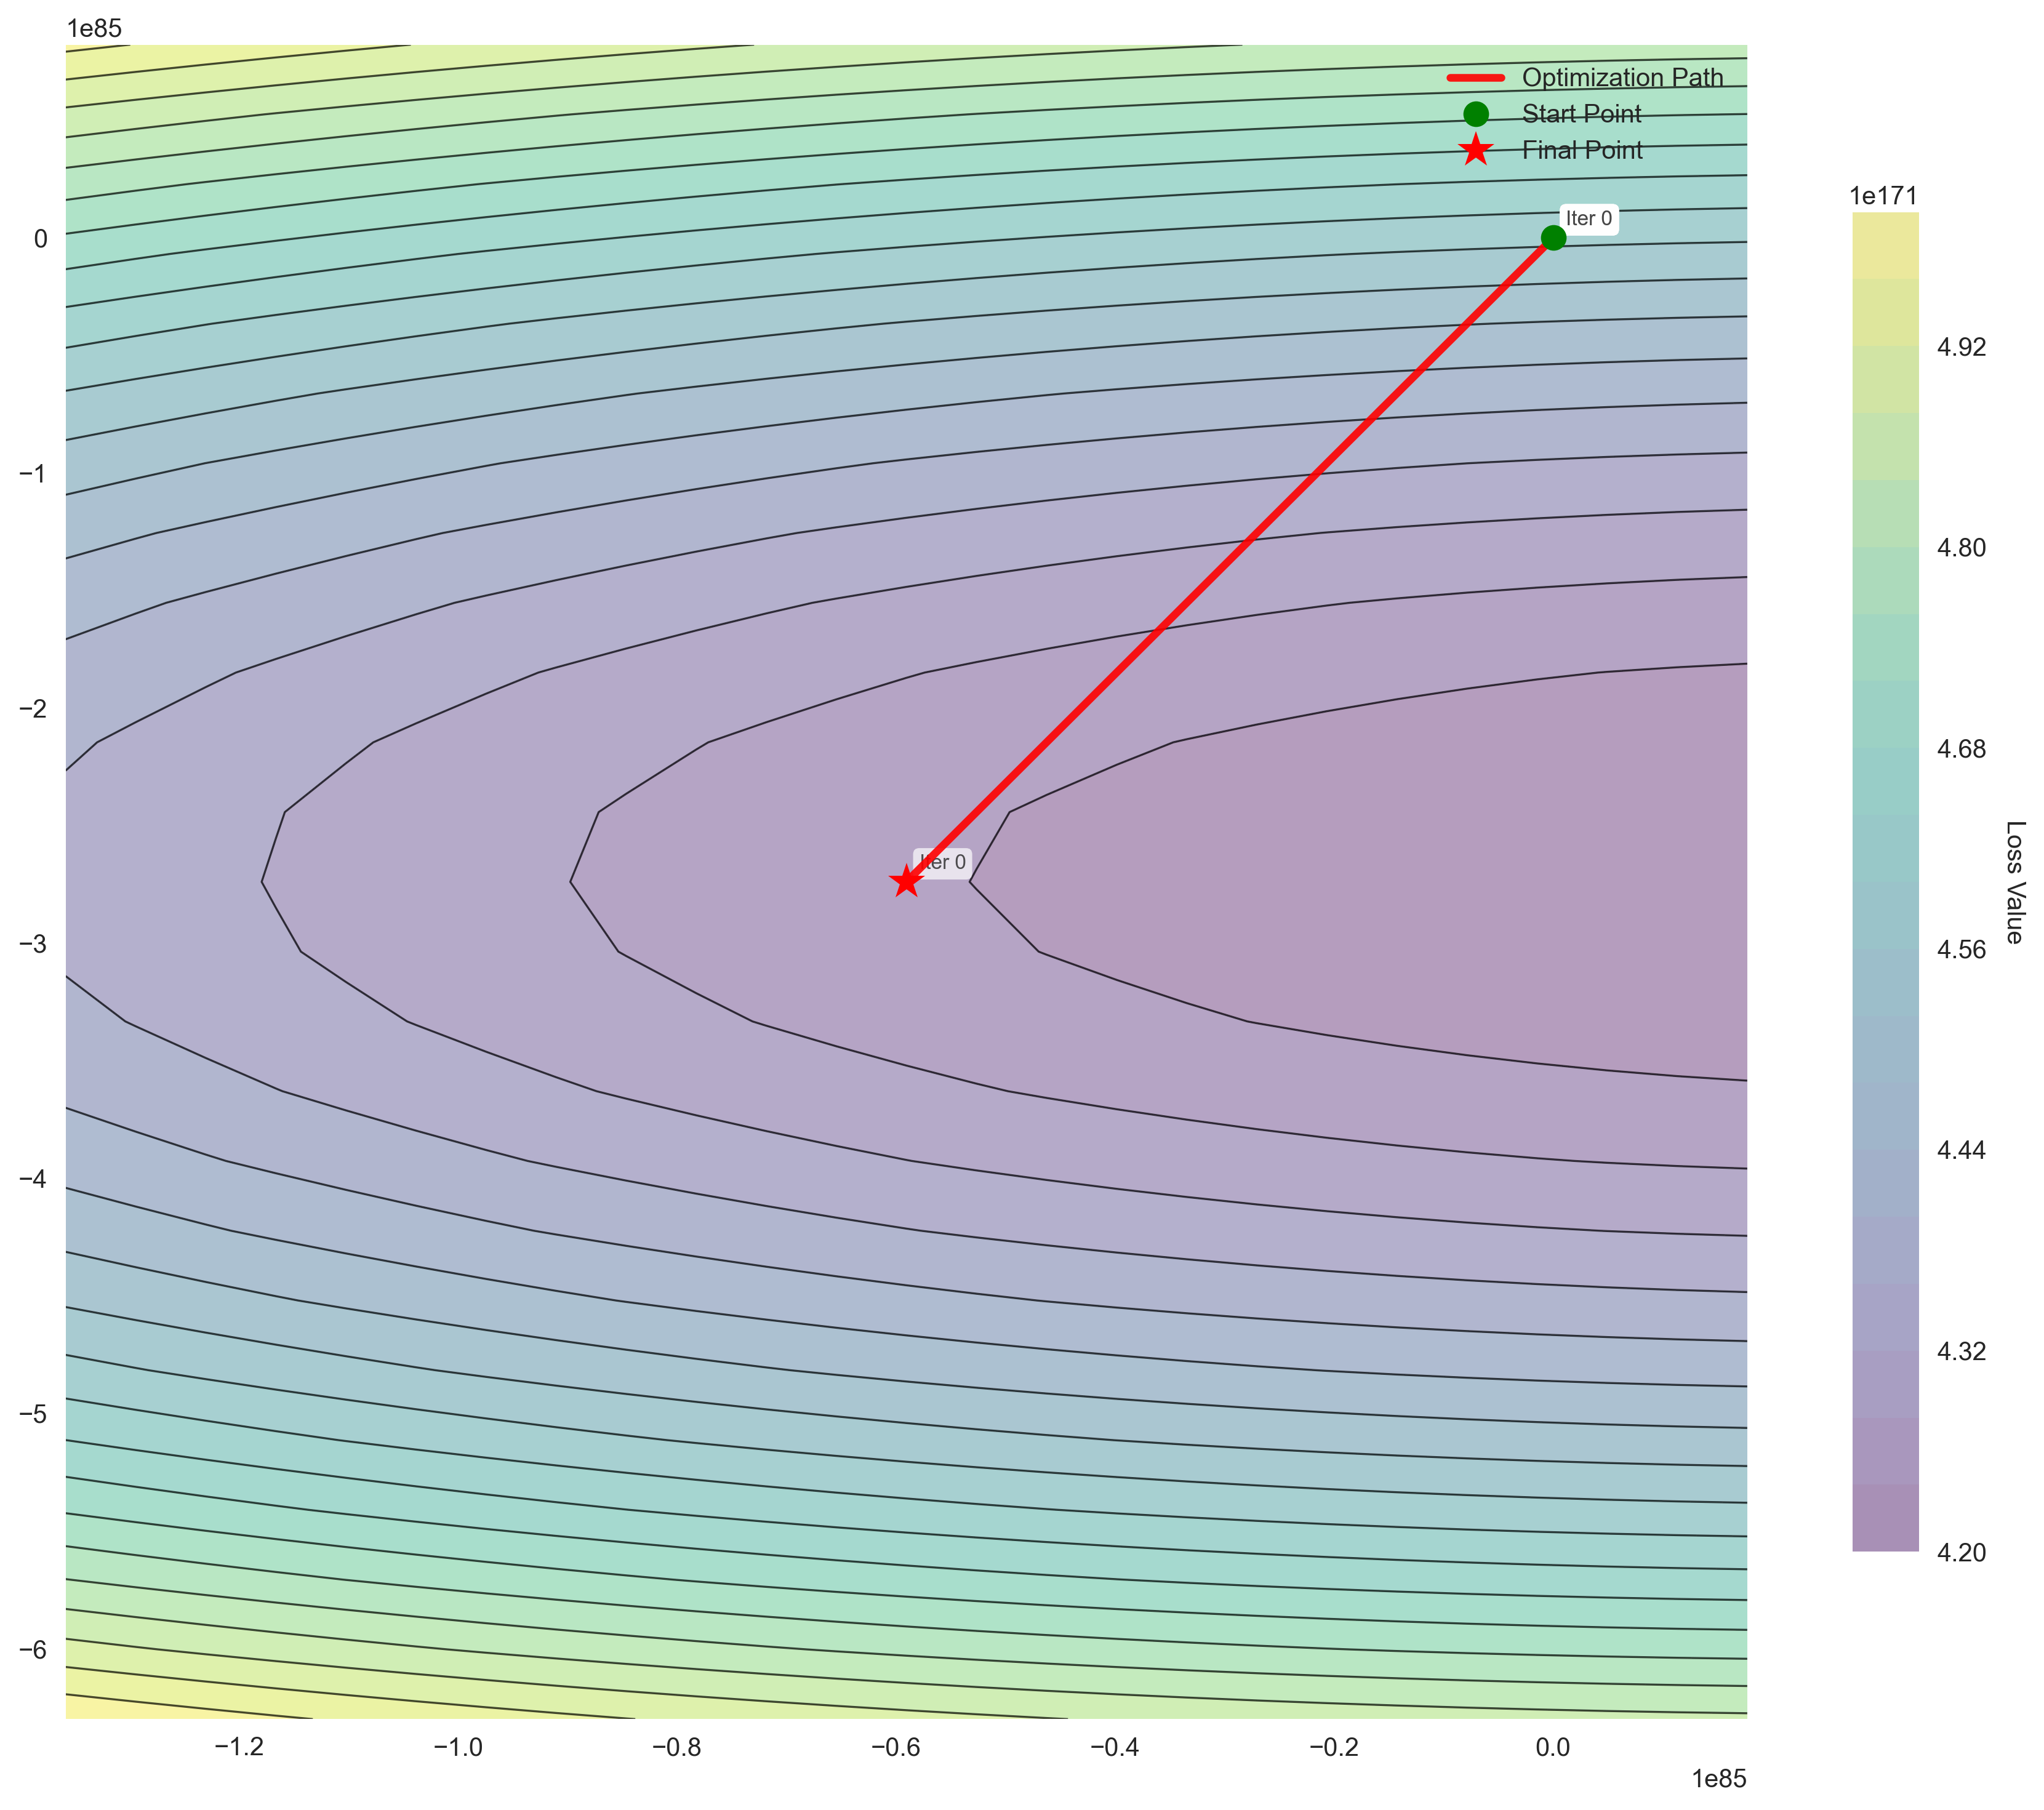 1e85
Optimization Path
Start Point
Final Point
1e171
Iter 0
Iter 0
0
−1
−2
−3
−4
−5
−6
4.92
4.80
4.68
4.56
4.44
4.32
4.20
Loss Value
−1.2
−1.0
−0.8
−0.6
−0.4
−0.2
0.0
1e85